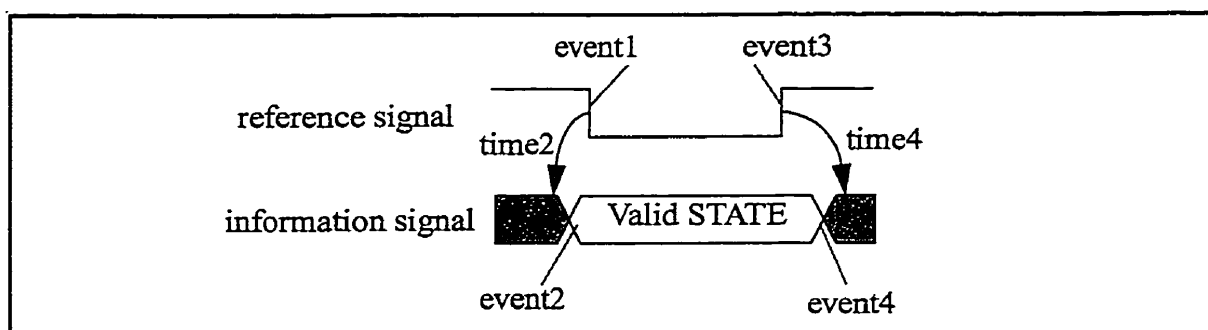 event1 event3
reference signal
time2 time4
information signal Valid STATE
event2 event4